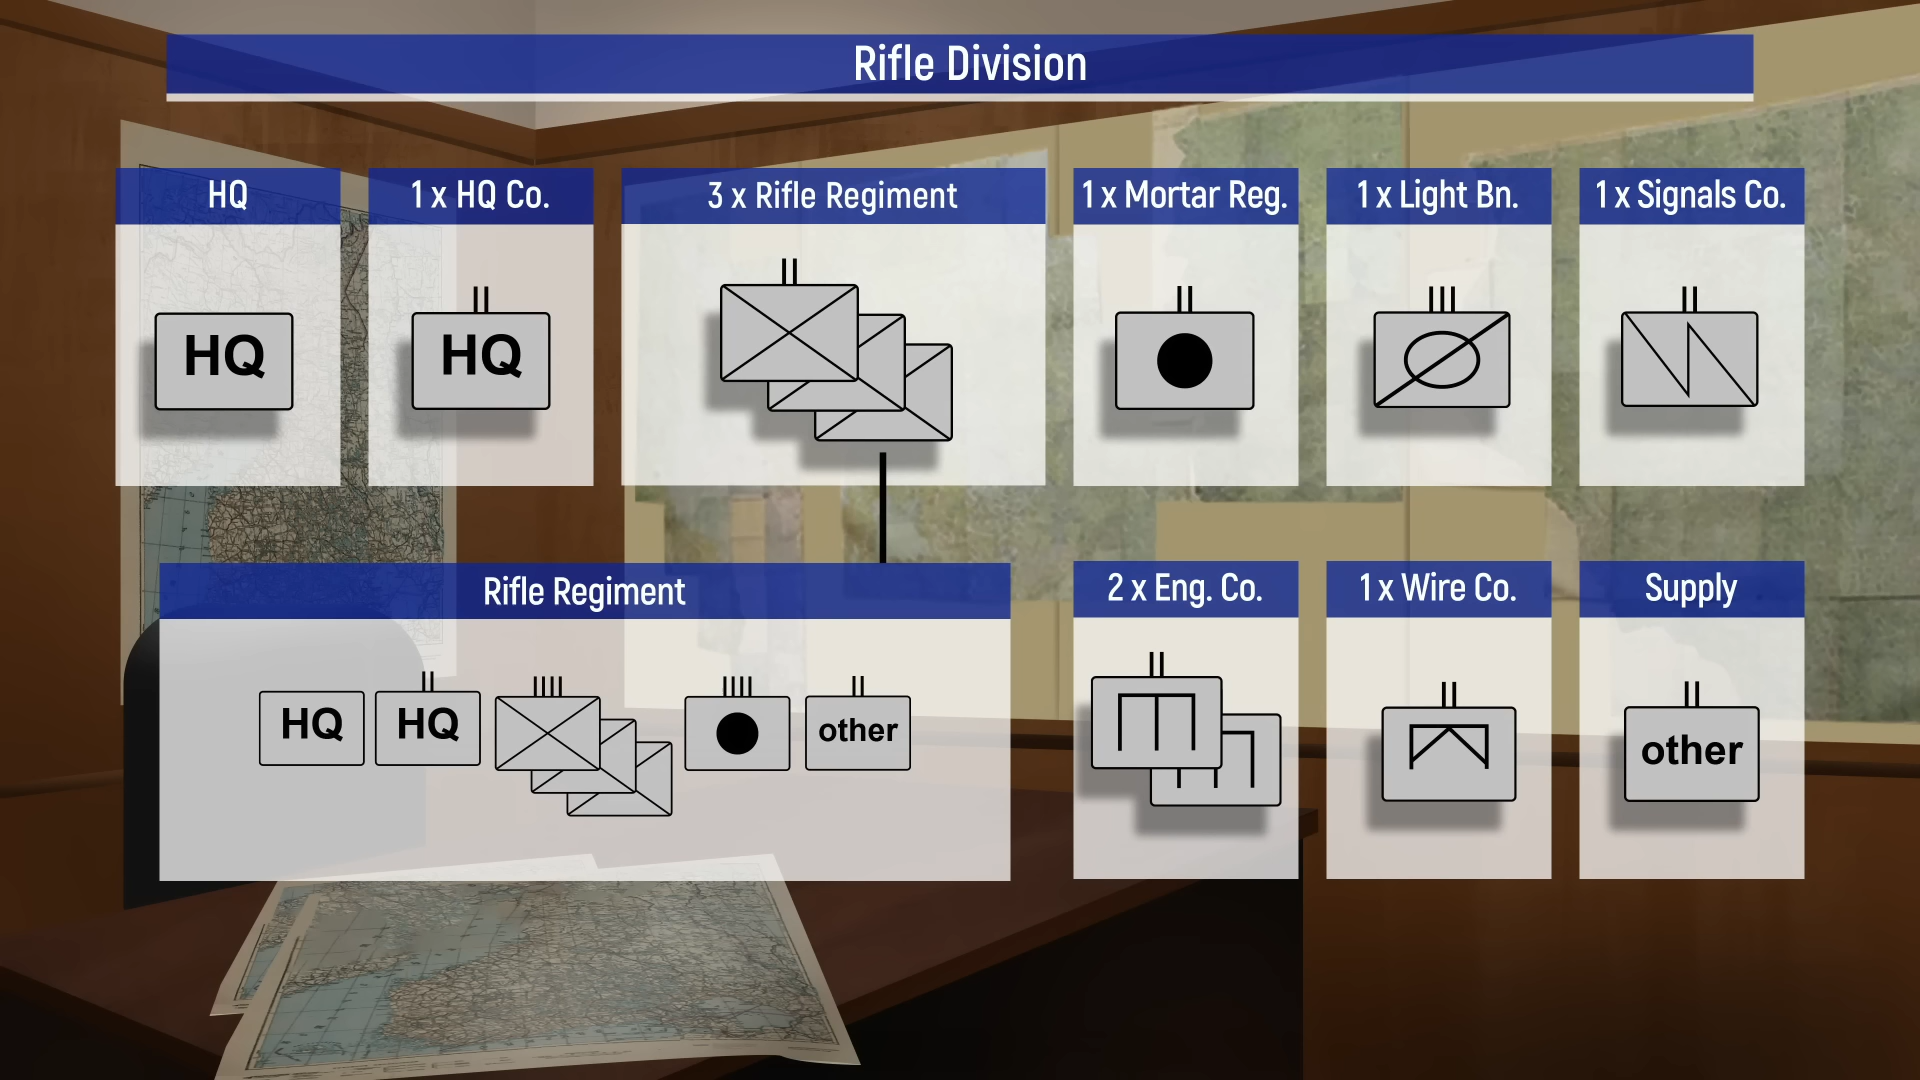 Rifle Division
HQ
1 x HQ Co.
3 x Rifle Regiment
1 x Mortar Reg.
1 x Light Bn.
1 x Signals Co.
HQ
HQ
Rifle Regiment
2 x Eng. Co.
1 x Wire Co.
Supply
HQ
HQ
other
other